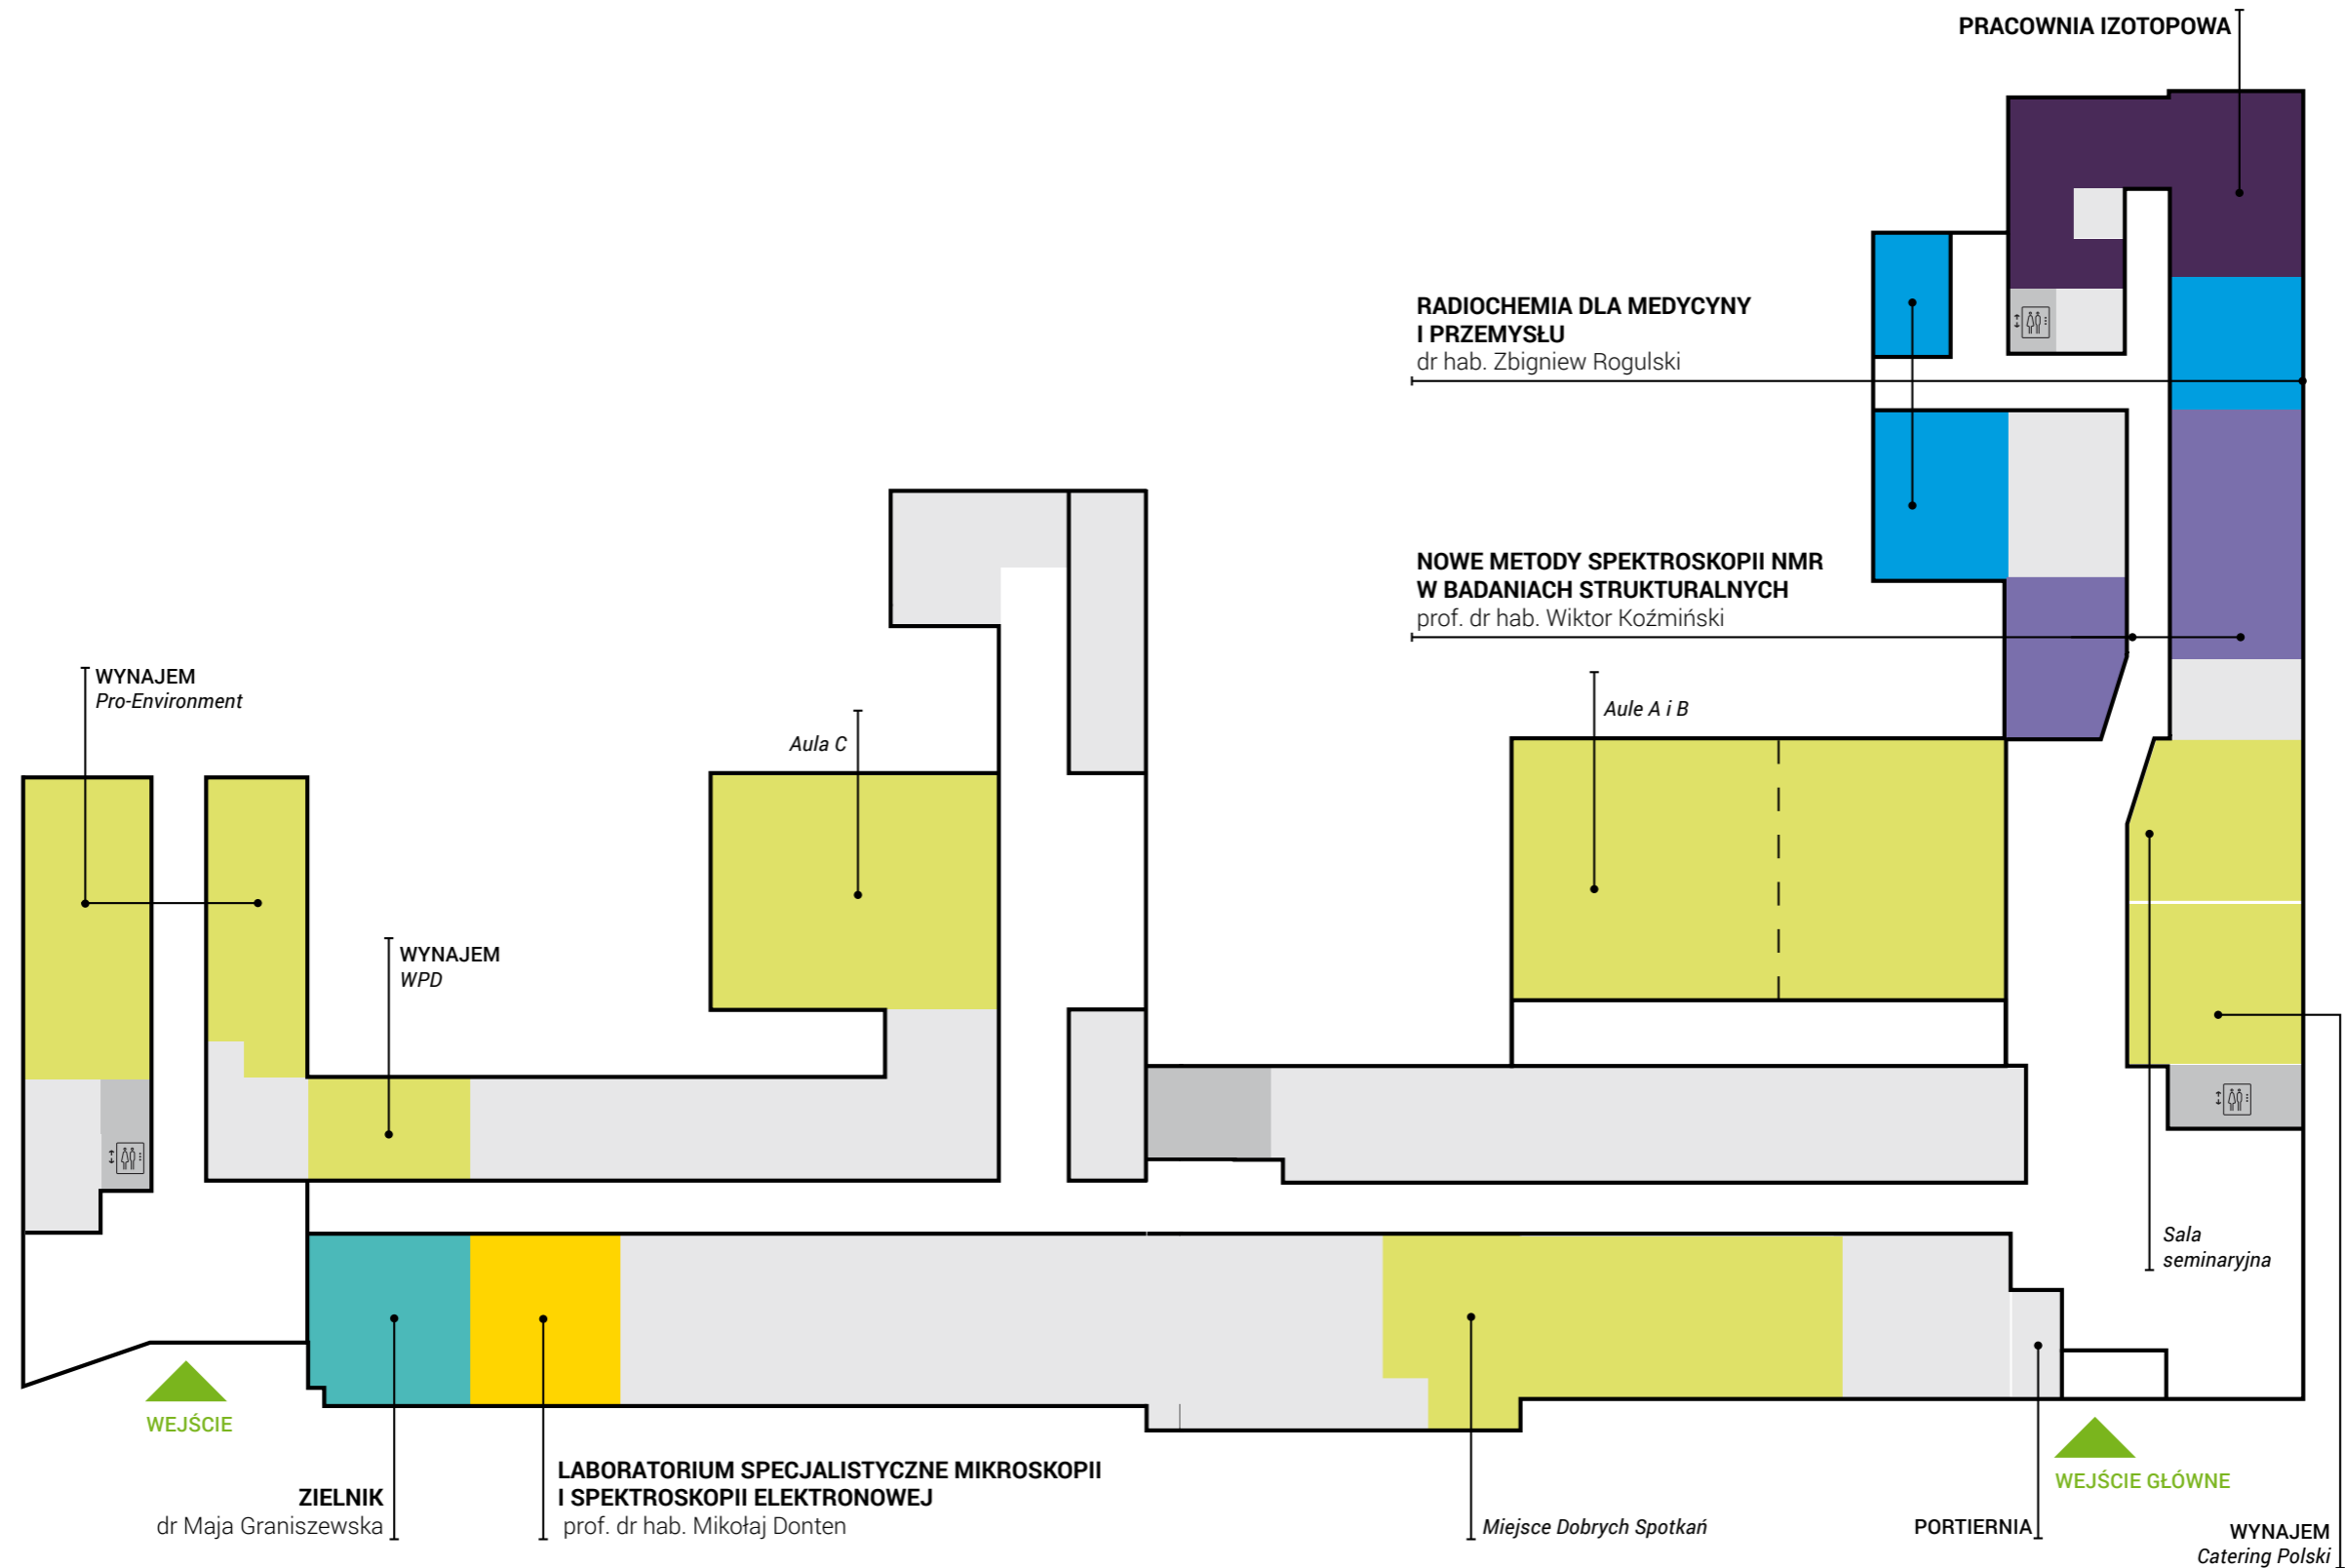 PRACOWNIA IZOTOPOWA
RADIOCHEMIA DLA MEDYCYNY
I PRZEMYSŁU
dr hab. Zbigniew Rogulski
NOWE METODY SPEKTROSKOPII NMR
W BADANIACH STRUKTURALNYCH
prof. dr hab. Wiktor Koźmiński
WYNAJEM
Pro-Environment
Aula C
Aule A i B
WYNAJEM
WPD
Sala
seminaryjna
WEJŚCIE
ZIELNIK
dr Maja Graniszewska
LABORATORIUM SPECJALISTYCZNE MIKROSKOPII
I SPEKTROSKOPII ELEKTRONOWEJ
prof. dr hab. Mikołaj Donten
Miejsce Dobrych Spotkań
PORTIERNIA
WEJŚCIE GŁÓWNE
WYNAJEM
Catering Polski